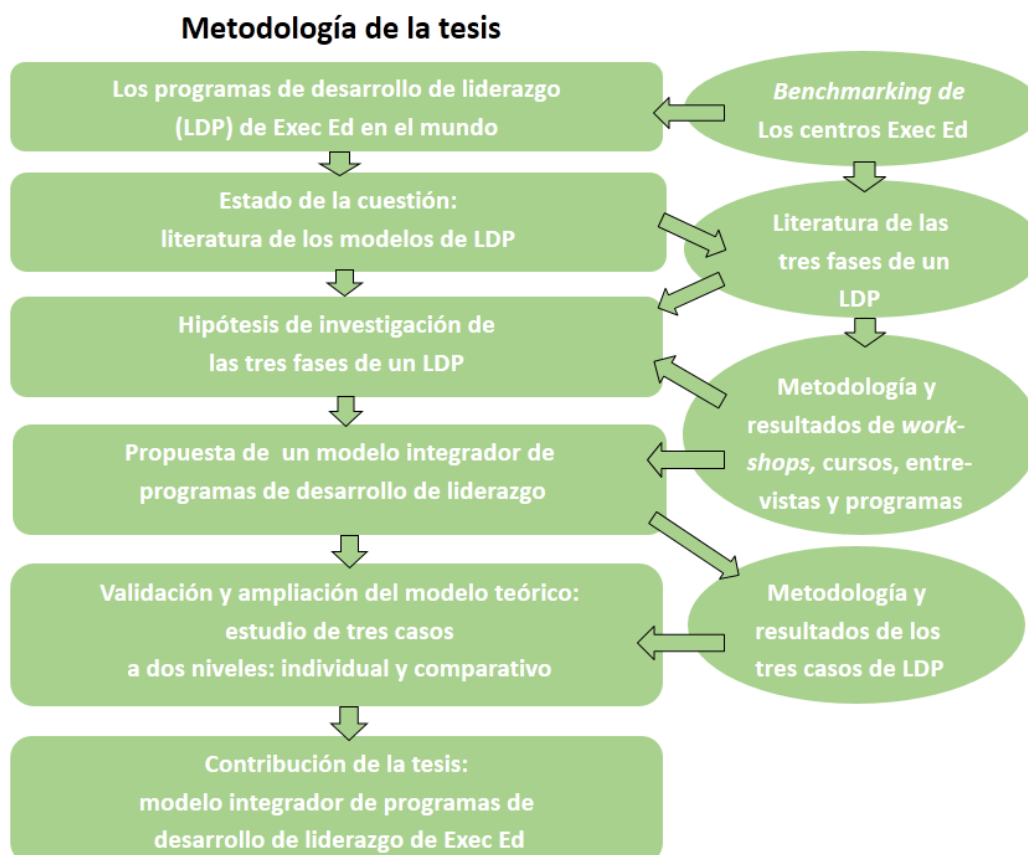 Metodología de la tesis
Los programas de desarrollo de liderazgo
(LDP) de Exec Ed en el mundo
Benchmarking de
Los centros Exec Ed
Estado de la cuestión:
literatura de los modelos de LDP
Literatura de las
tres fases de un
LDP
Hipótesis de investigación de
las tres fases de un LDP
Metodología y
resultados de work-
shops, cursos, entre-
vistas y programas
Propuesta de un modelo integrador de
programas de desarrollo de liderazgo
Validación y ampliación del modelo teórico:
estudio de tres casos
a dos niveles: individual y comparativo
Metodología y
resultados de los
tres casos de LDP
Contribución de la tesis:
modelo integrador de programas de
desarrollo de liderazgo de Exec Ed